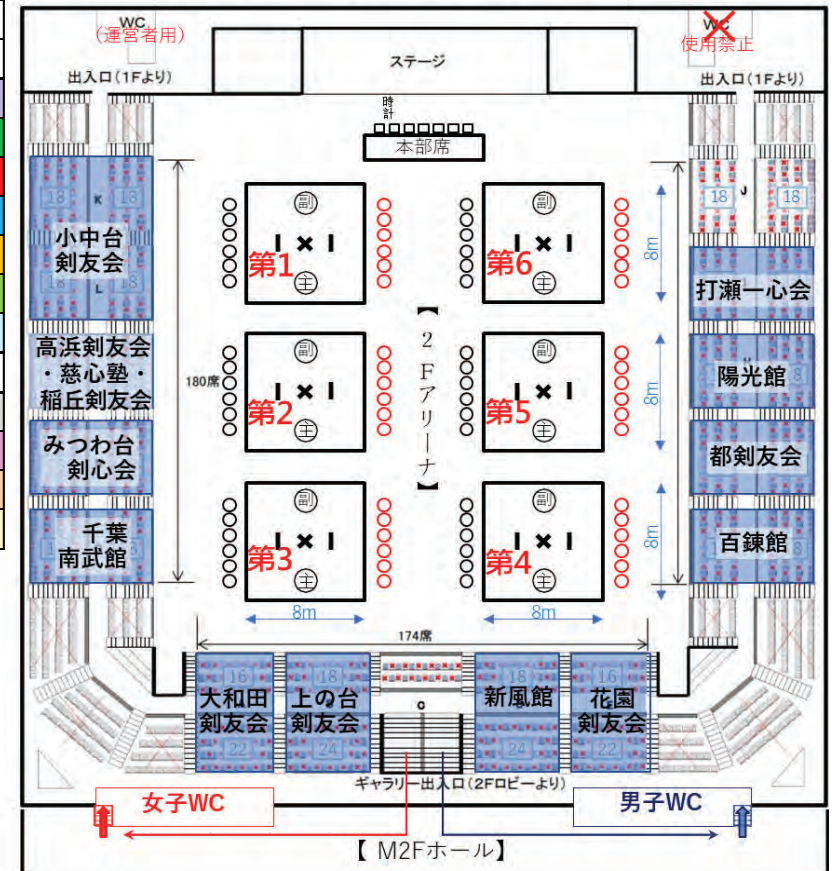 WC
(運営者用)
WC
使用禁止
ステージ
出入口(1Fより)
出入口(1Fより)
時計
本部席
18
K
18
小中台
剣友会
18
L
18
高浜剣友会
・慈心塾・
稲丘剣友会
みつわ台
剣心会
千葉
南武館
180席
副
第1
主
副
第2
主
副
第3
主
8m
【2Fアリーナ】
副
第6
主
副
第5
主
副
第4
主
8m
8m
8m
8m
18
J
18
打瀬一心会
陽光館
8
都剣友会
百錬館
8
174席
16
大和田
剣友会
22
18
上の台
剣友会
24
C
18
新風館
24
16
花園
剣友会
22
ギャラリー出入口(2Fロビーより)
女子WC
男子WC
【 M2Fホール】